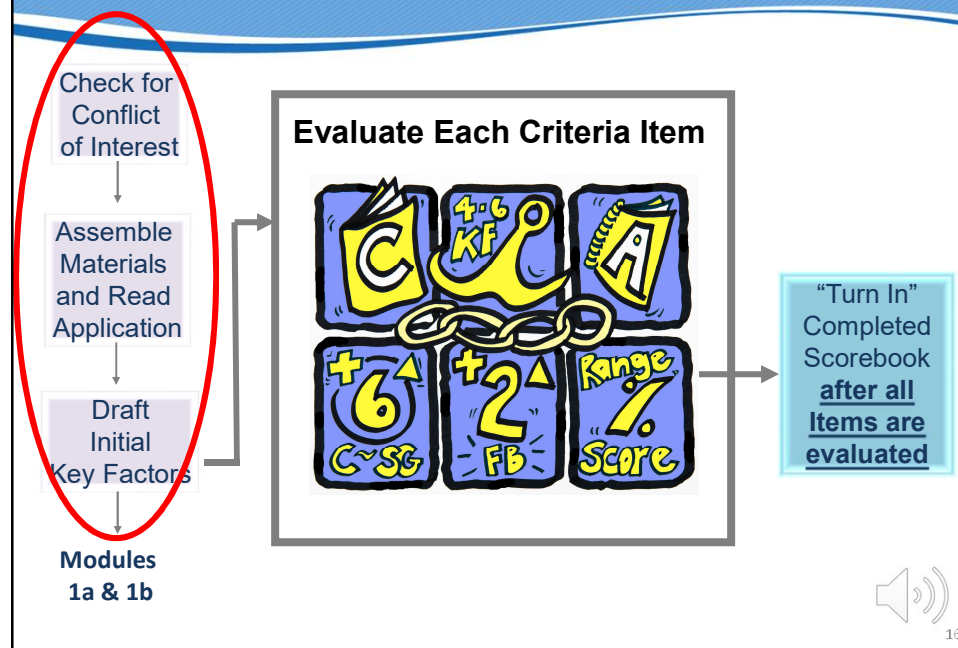 Check for
Conflict
of Interest
Assemble
Materials
and Read
Application
Draft
Initial
Key Factors
Modules
1a & 1b
Evaluate Each Criteria Item
C
4-6
KF
A
+ 6
C~SG
+ 2
FB
Range
%
Score
“Turn In”
Completed
Scorebook
after all
Items are
evaluated
16